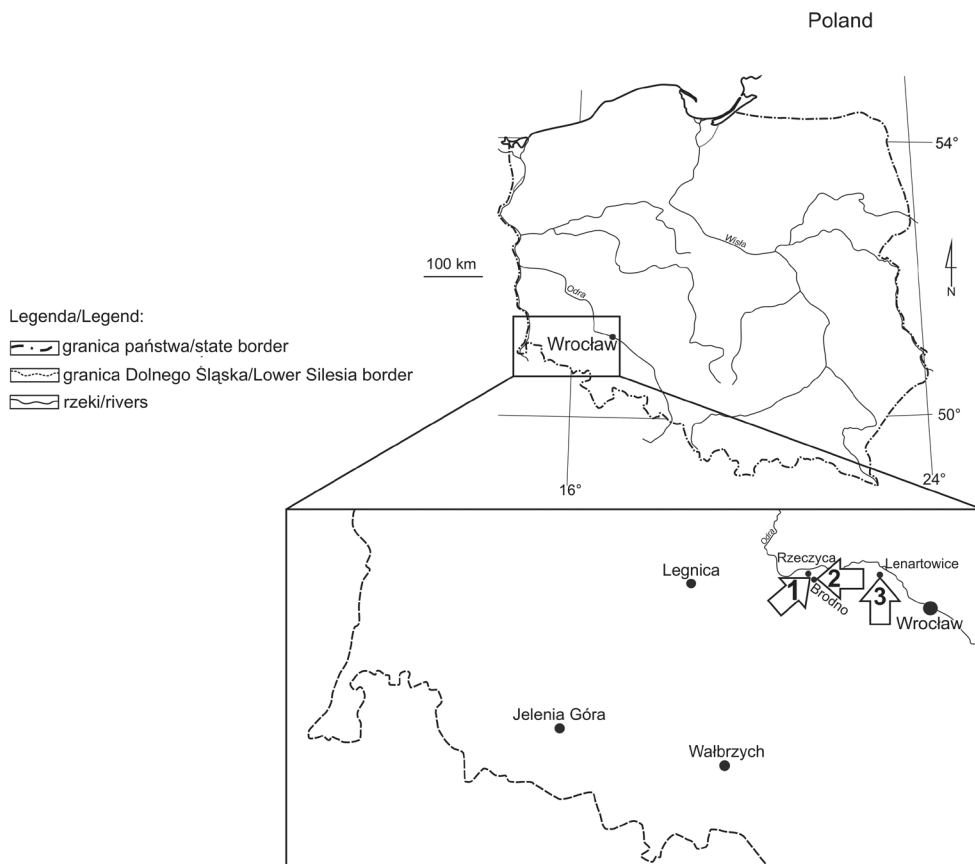 Poland
54°
Wisła
100 km
N
Odra
Legenda/Legend:
granica państwa/state border
Wrocław
granica Dolnego Śląska/Lower Silesia border
rzeki/rivers
50°
24°
16°
Odra
Rzeczyca
Lenartowice
Legnica
1
2
3
Brodno
Wrocław
Jelenia Góra
Wałbrzych